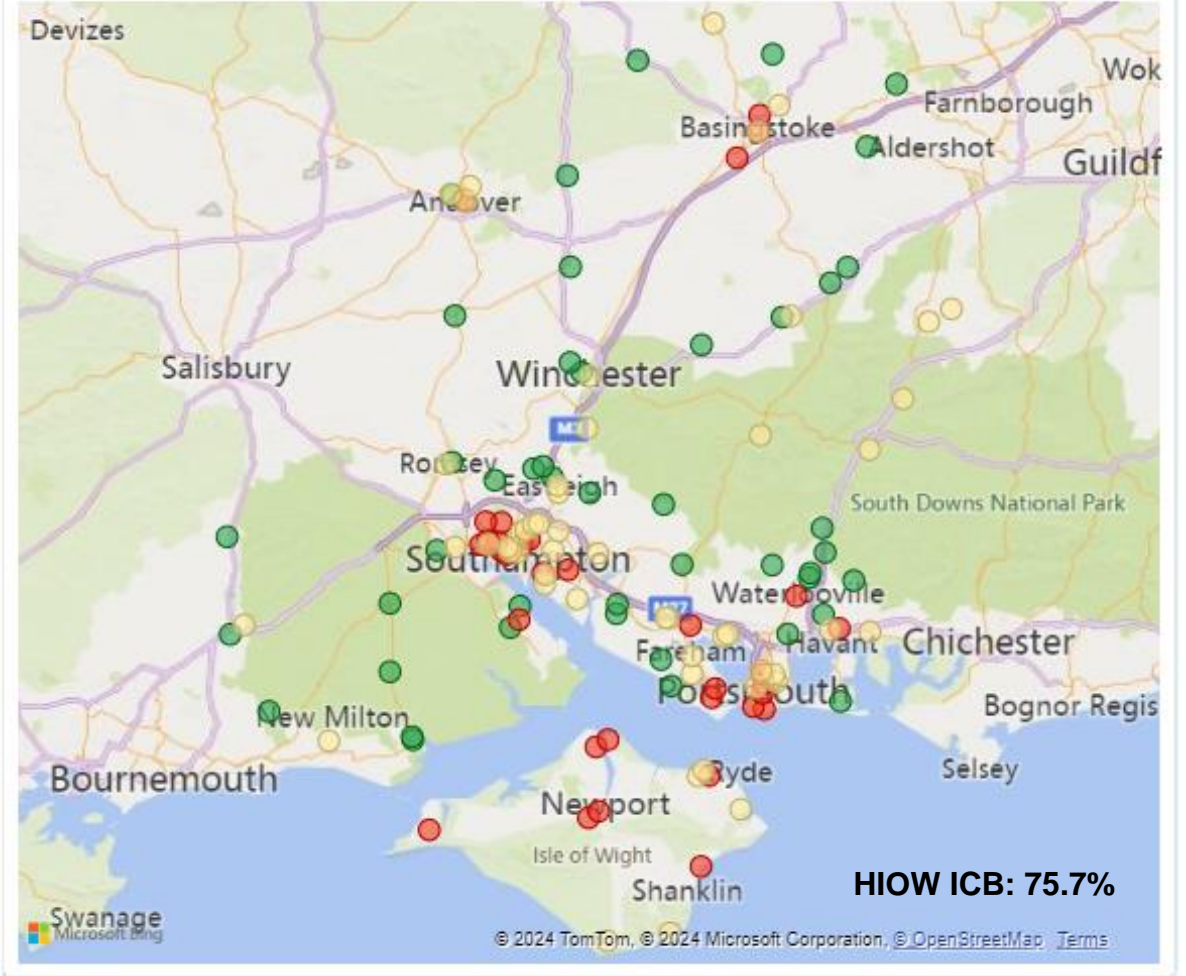 Devizes
Wok
Farnborough
Basingstoke
Aldershot
Guildf
Andover
Salisbury
Winchester
M3
Romsey
Eastleigh
South Downs National Park
Southampton
Waterlooville
M27
Fareham
Havant
Chichester
Portsmouth
New Milton
Bognor Regis
Bournemouth
Ryde
Selsey
Newport
Isle of Wight
HIOW ICB: 75.7%
Shanklin
Swanage
Microsoft Bing
© 2024 TomTom, © 2024 Microsoft Corporation, © OpenStreetMap Terms